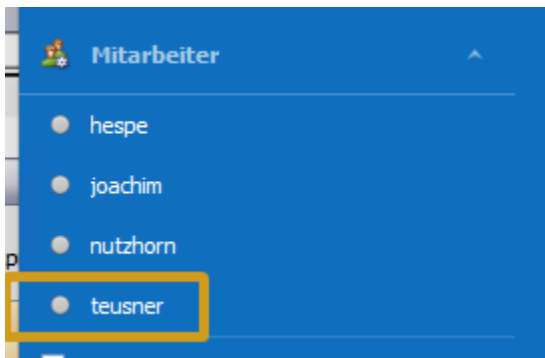 Mitarbeiter
hespe
joachim
nutzhorn
p
teusner